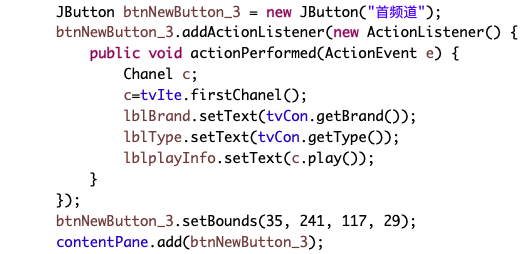 JButton btnNewButton_3 = new JButton("首频道");
btnNewButton_3.addActionListener(new ActionListener() {
public void actionPerformed(ActionEvent e) {
Chanel c;
c=tvIte.firstChanel();
lblBrand.setText(tvCon.getBrand());
lblType.setText(tvCon.getType());
lblplayInfo.setText(c.play());
}
});
btnNewButton_3.setBounds(35, 241, 117, 29);
contentPane.add(btnNewButton_3);